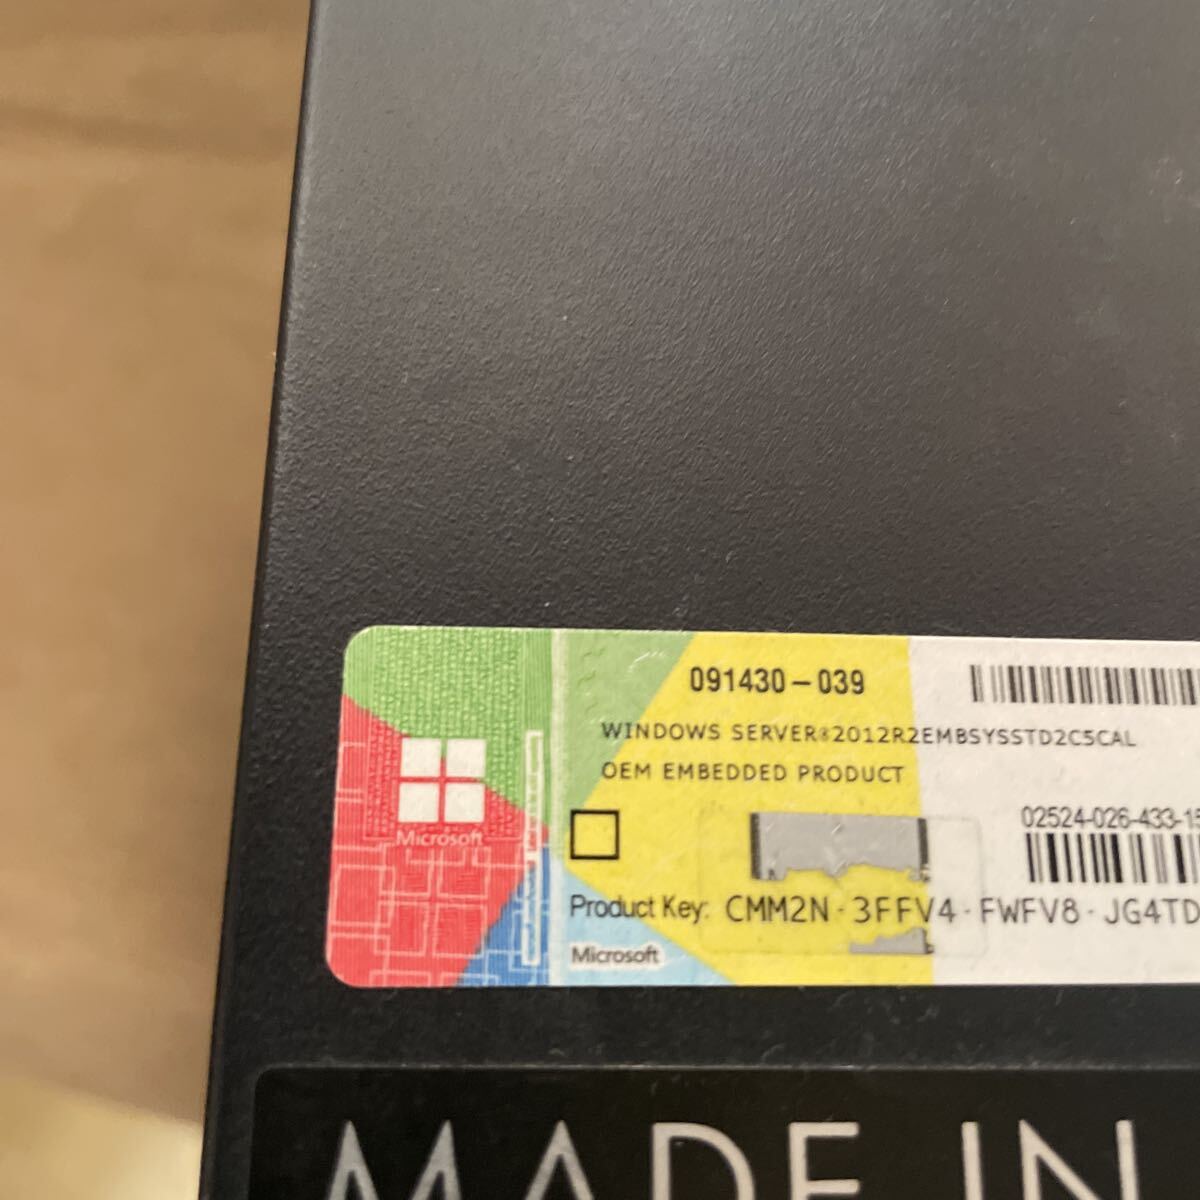 091430-039
WINDOWS SERVER®2012R2EMBSYSSTD2C5CAL
OEM EMBEDDED PRODUCT
Microsoft
02524-026-433-15
Product Key: CMM2N-3FFV4-FWFV8-JG4TD
Microsoft
MADE IN